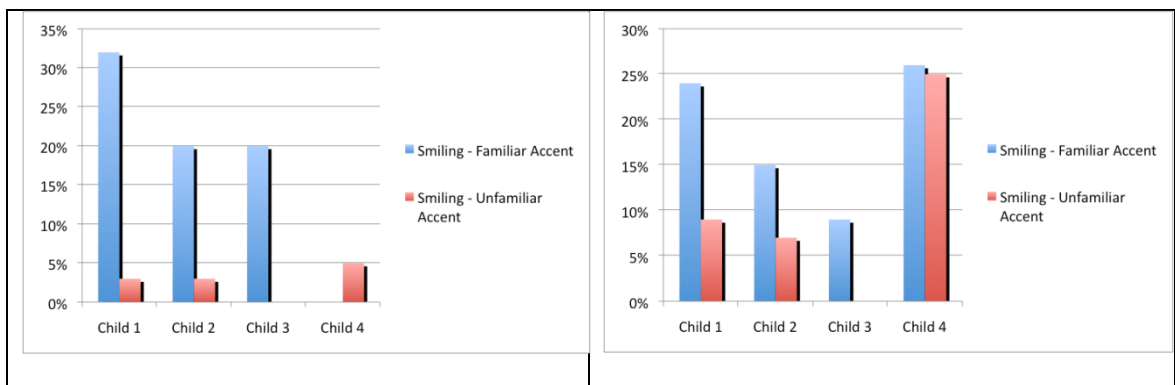 35%
30%
25%
20%
15%
10%
5%
0%
Child 1 Child 2 Child 3 Child 4
Smiling - Familiar Accent
Smiling - Unfamiliar
Accent
30%
25%
20%
15%
10%
5%
0%
Child 1 Child 2 Child 3 Child 4
Smiling - Familiar Accent
Smiling - Unfamiliar
Accent